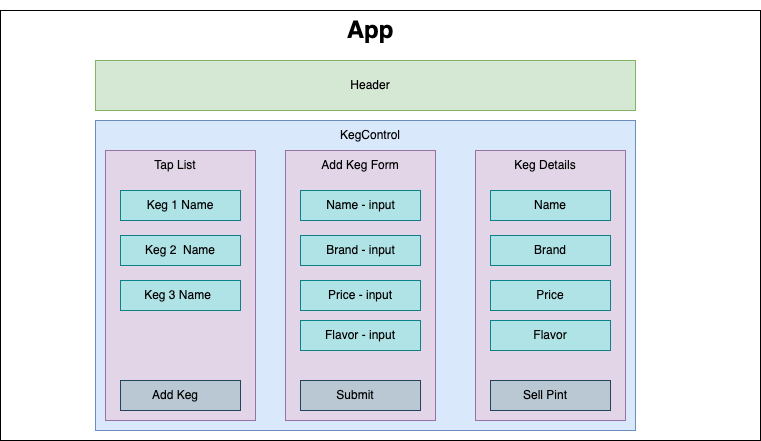 App
Header
KegControl
Tap List
Keg 1 Name
Keg 2  Name
Keg 3 Name
Add Keg
Add Keg Form
Name - input
Brand - input
Price - input
Flavor - input
Submit
Keg Details
Name
Brand
Price
Flavor
Sell Pint